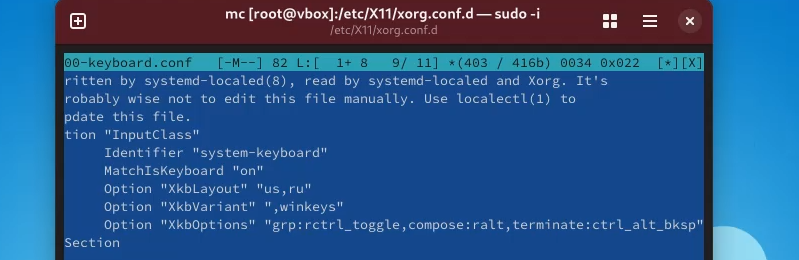 mc [root@vbox]:/etc/X11/xorg.conf.d — sudo -i
/etc/X11/xorg.conf.d
00-keyboard.conf [-M--] 82 L:[ 1+ 8 9/ 11] *(403 / 416b) 0034 0x022 [*][X]
ritten by systemd-localed(8), read by systemd-localed and Xorg. It's
robably wise not to edit this file manually. Use localectl(1) to
pdate this file.
tion "InputClass"
Identifier "system-keyboard"
MatchIsKeyboard "on"
Option "XkbLayout" "us,ru"
Option "XkbVariant" ",winkeys"
Option "XkbOptions" "grp:rctrl_toggle,compose:ralt,terminate:ctrl_alt_bksp"
Section